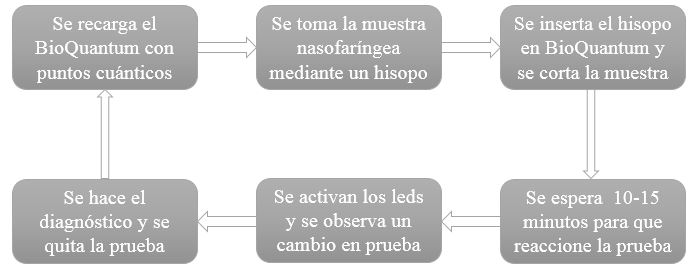 Se recarga el
BioQuantum con
puntos cuánticos
Se toma la muestra
nasofaríngea
mediante un hisopo
Se inserta el hisopo
en BioQuantum y
se corta la muestra
Se espera 10-15
minutos para que
reaccione la prueba
Se activan los leds
y se observa un
cambio en prueba
Se hace el
diagnóstico y se
quita la prueba